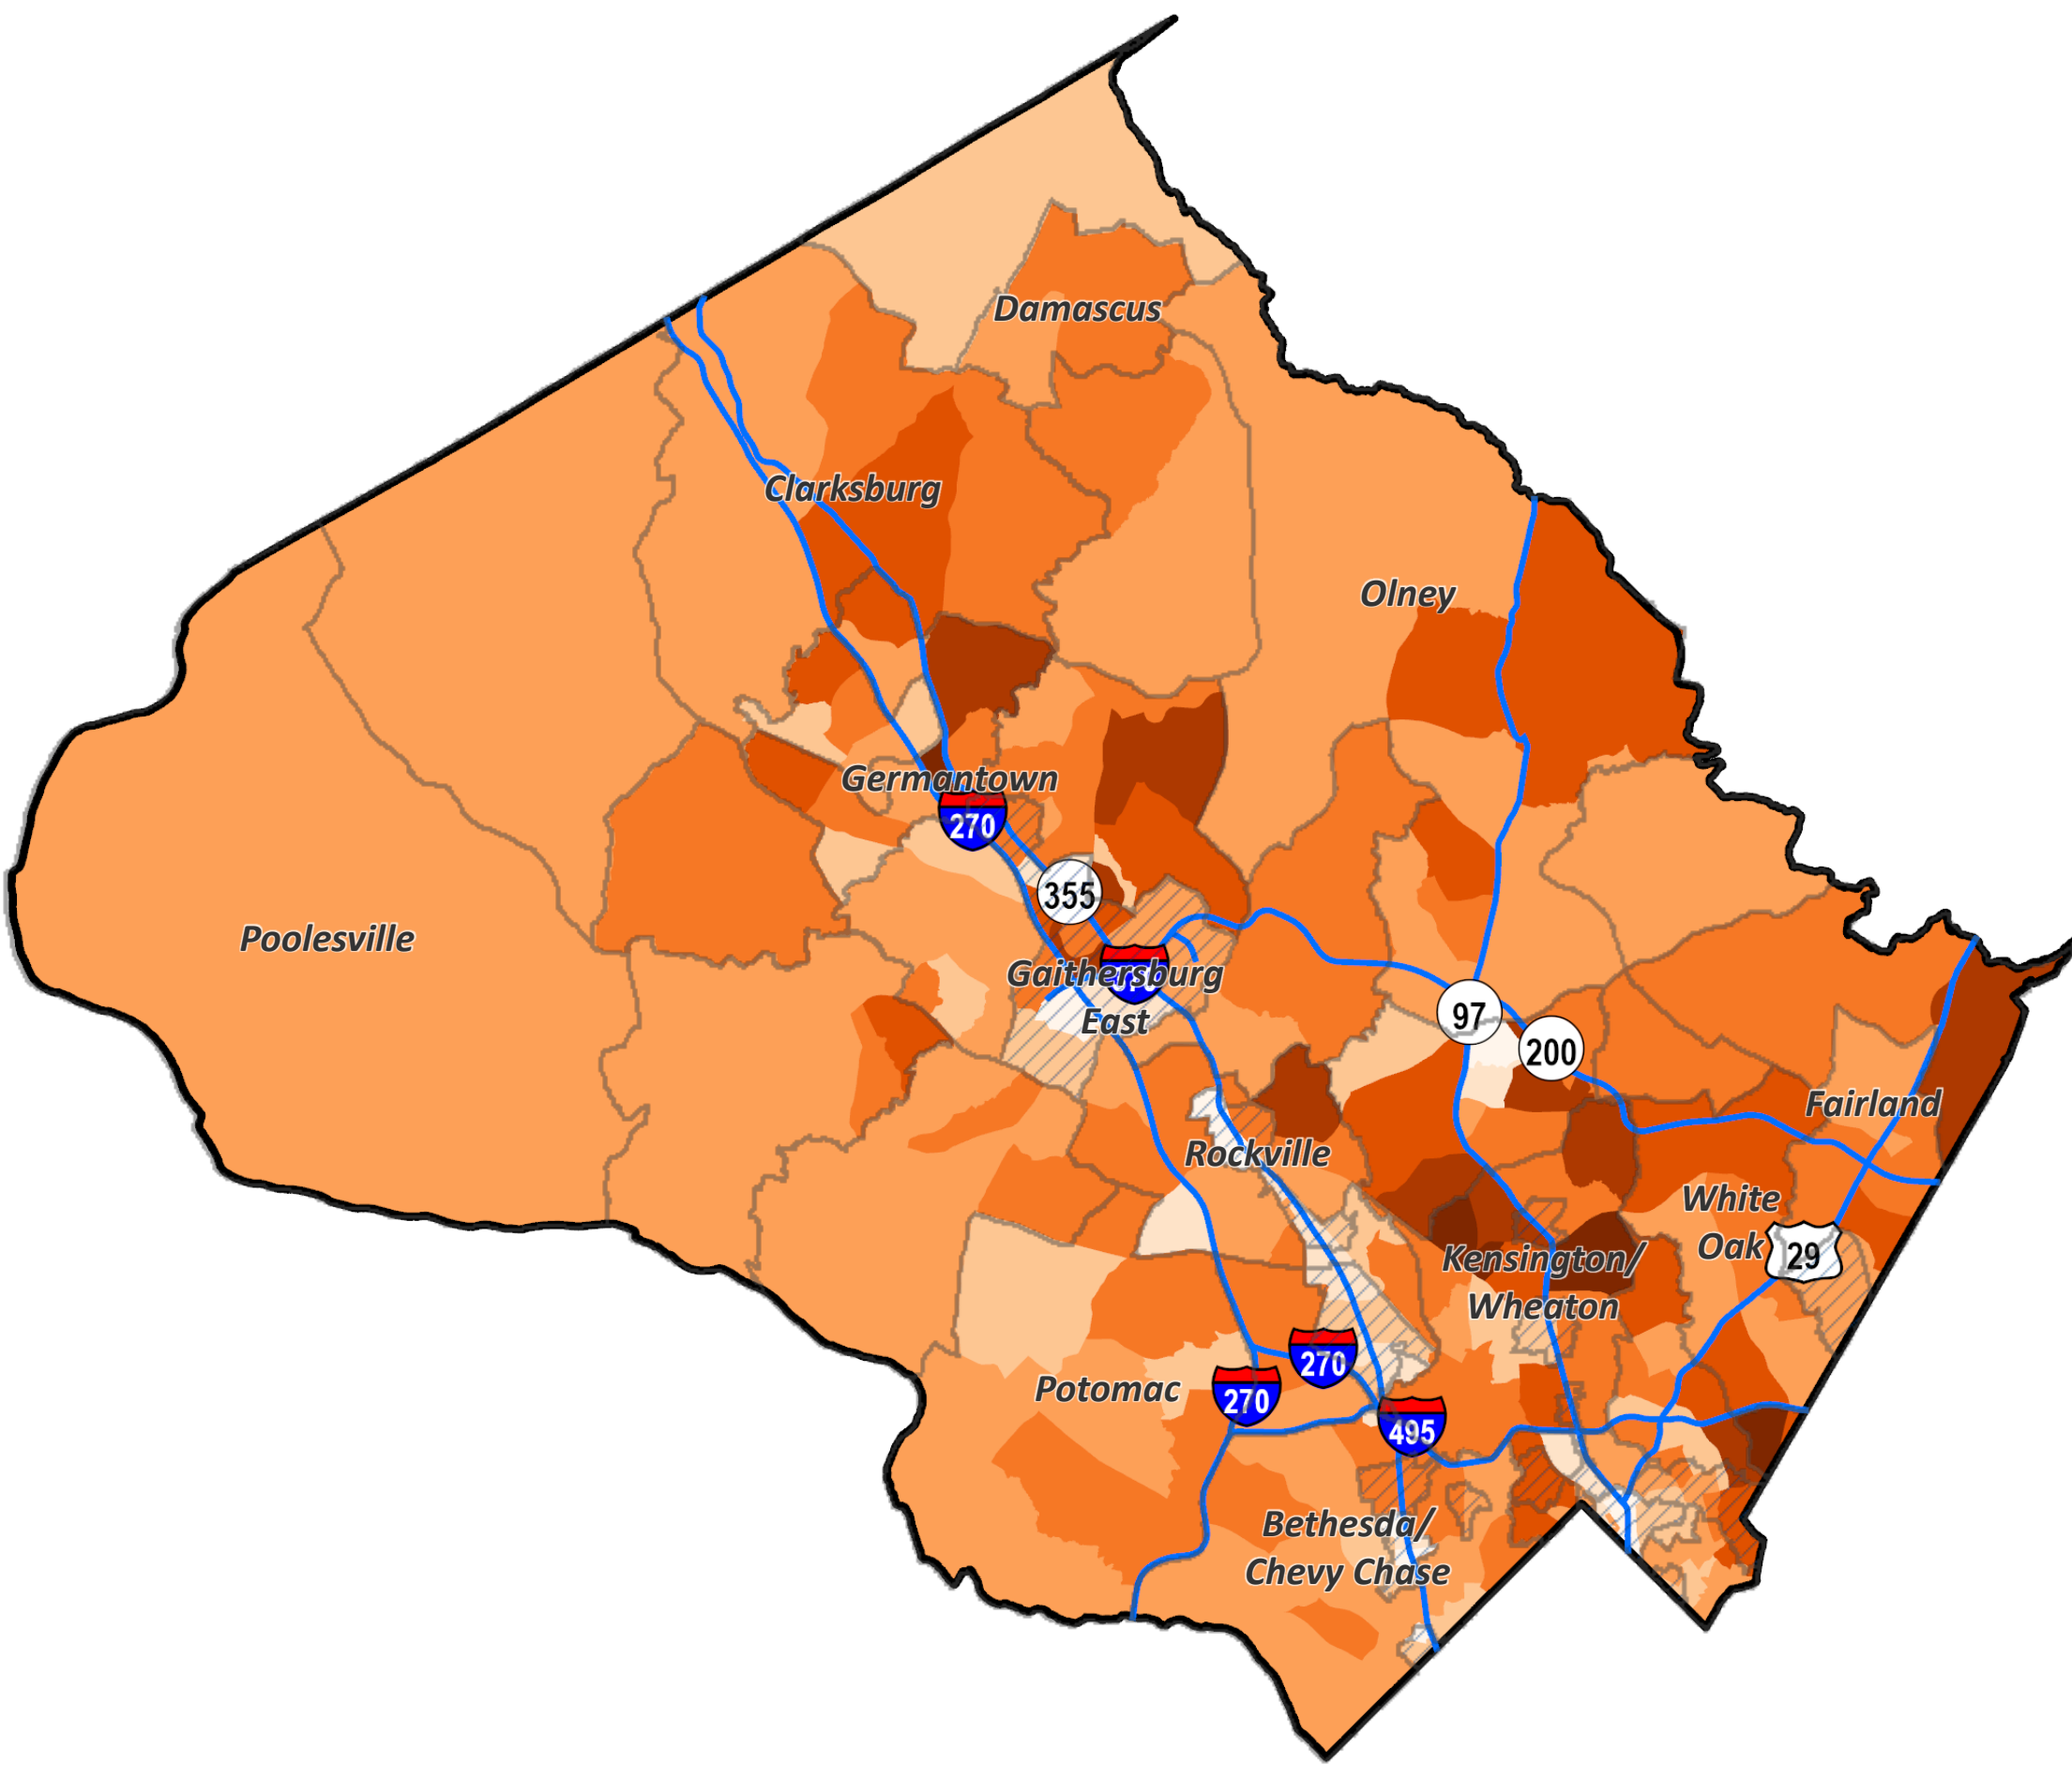 Damascus
Clarksburg
Olney
Germantown
270
355
Poolesville
Gaithersburg
East
97
200
Fairland
Rockville
White
Oak
29
Kensington/
Wheaton
270
Potomac
270
495
Bethesda/
Chevy Chase